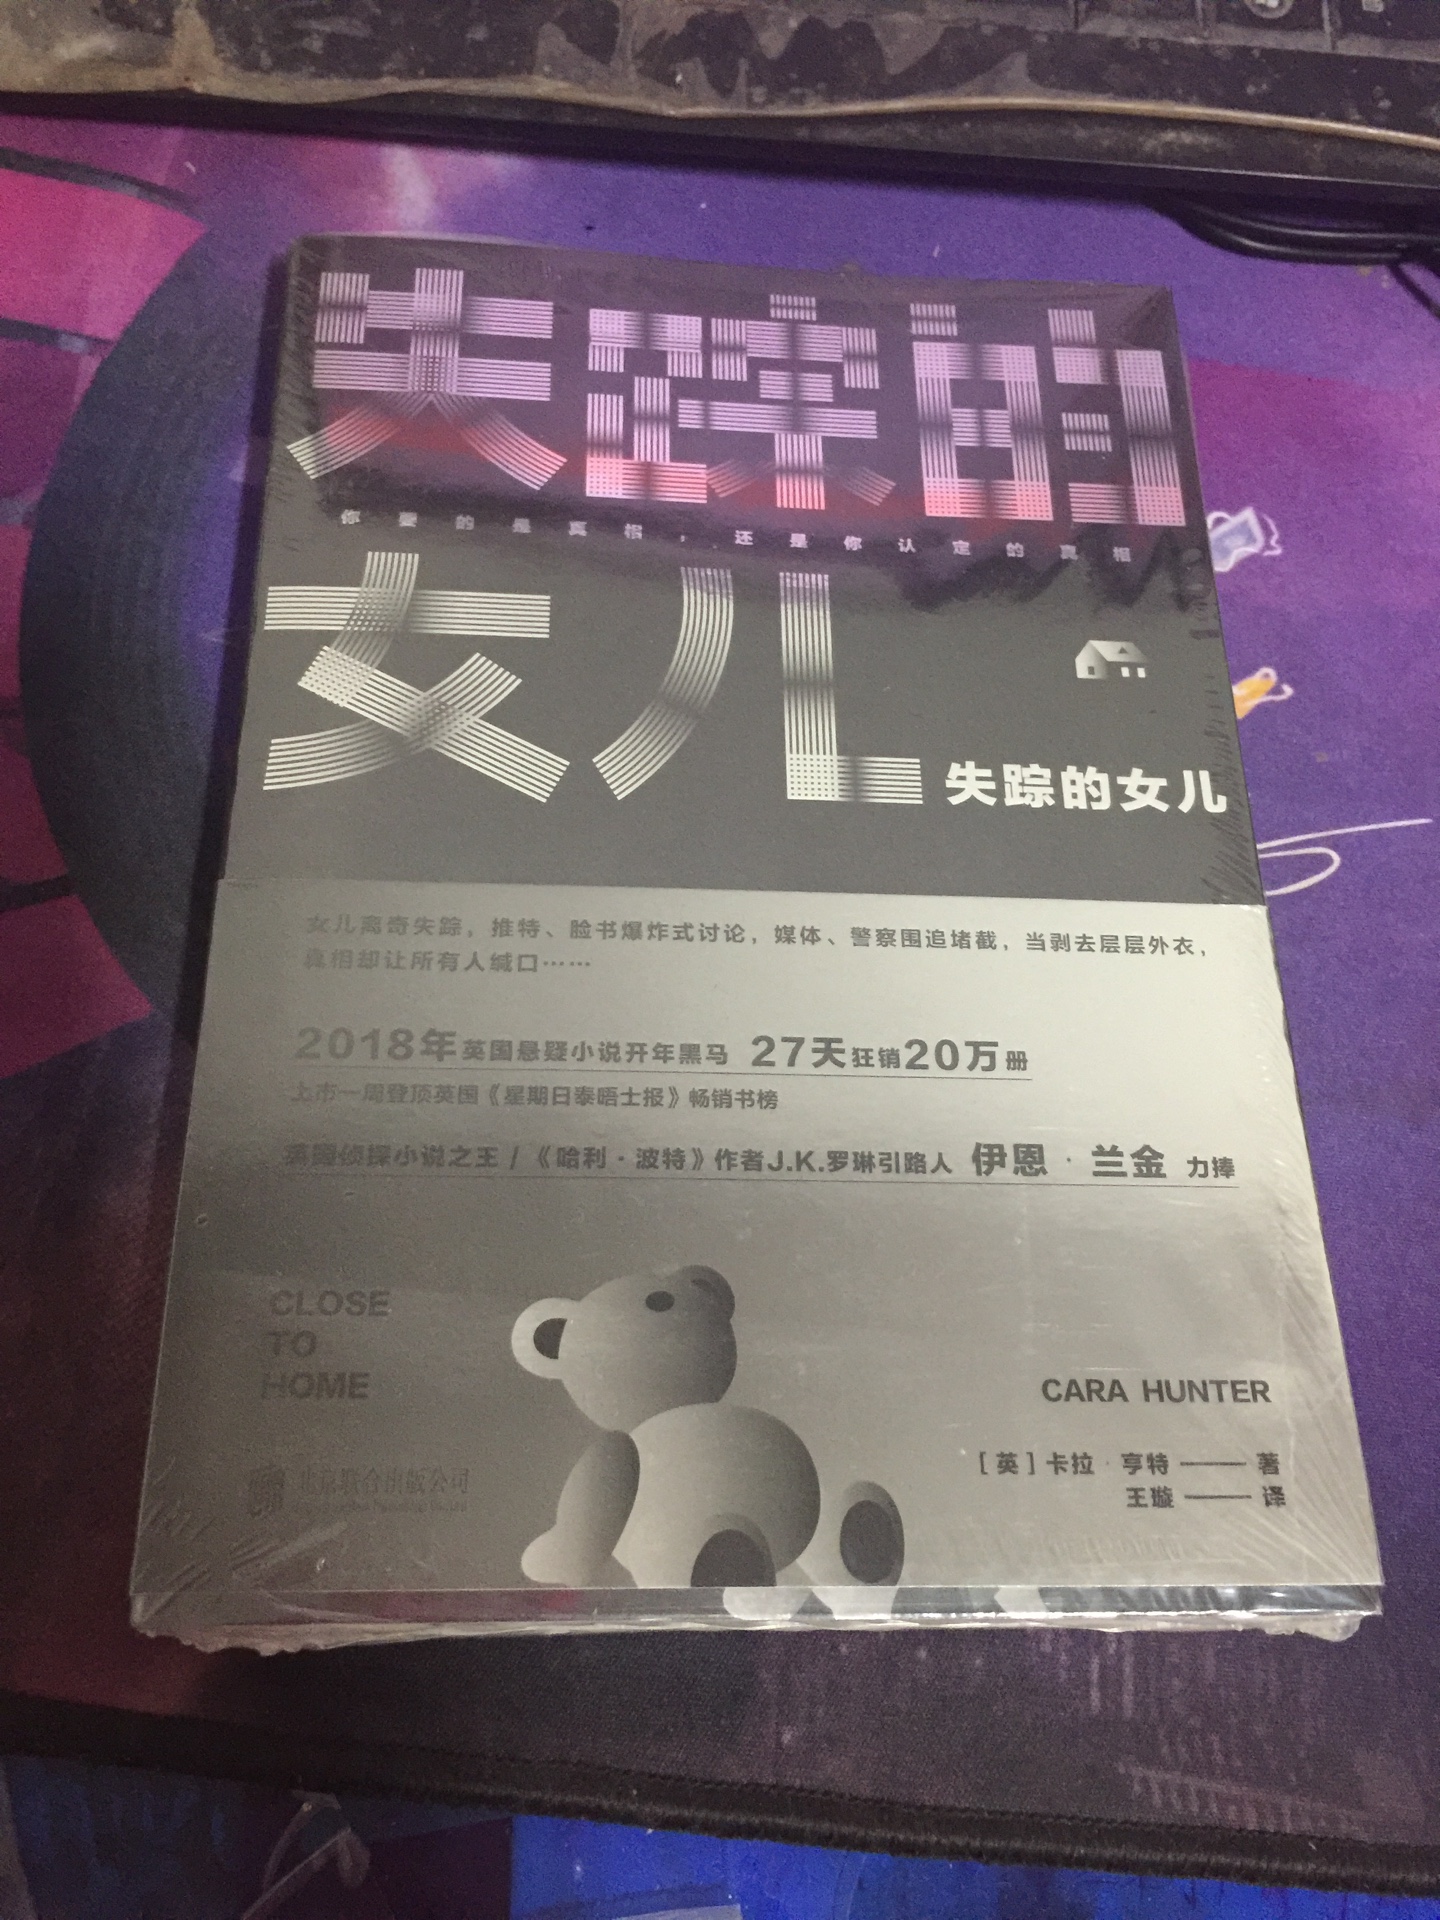 失踪的
你要的是真相，还是你认定的真相
女儿
失踪的女儿
女儿离奇失踪，推特、脸书爆炸式讨论，媒体、警察围追堵截，当剥去层层外衣，
真相却让所有人缄口……
2018年英国悬疑小说开年黑马 27天狂销20万册
上市一周登顶英国《星期日泰晤士报》畅销书榜
英国侦探小说之王 / 《哈利·波特》作者J.K.罗琳引路人 伊恩·兰金 力捧
CLOSE
TO
HOME
CARA HUNTER
[英]卡拉·亨特——著
王璇——译
北京联合出版公司